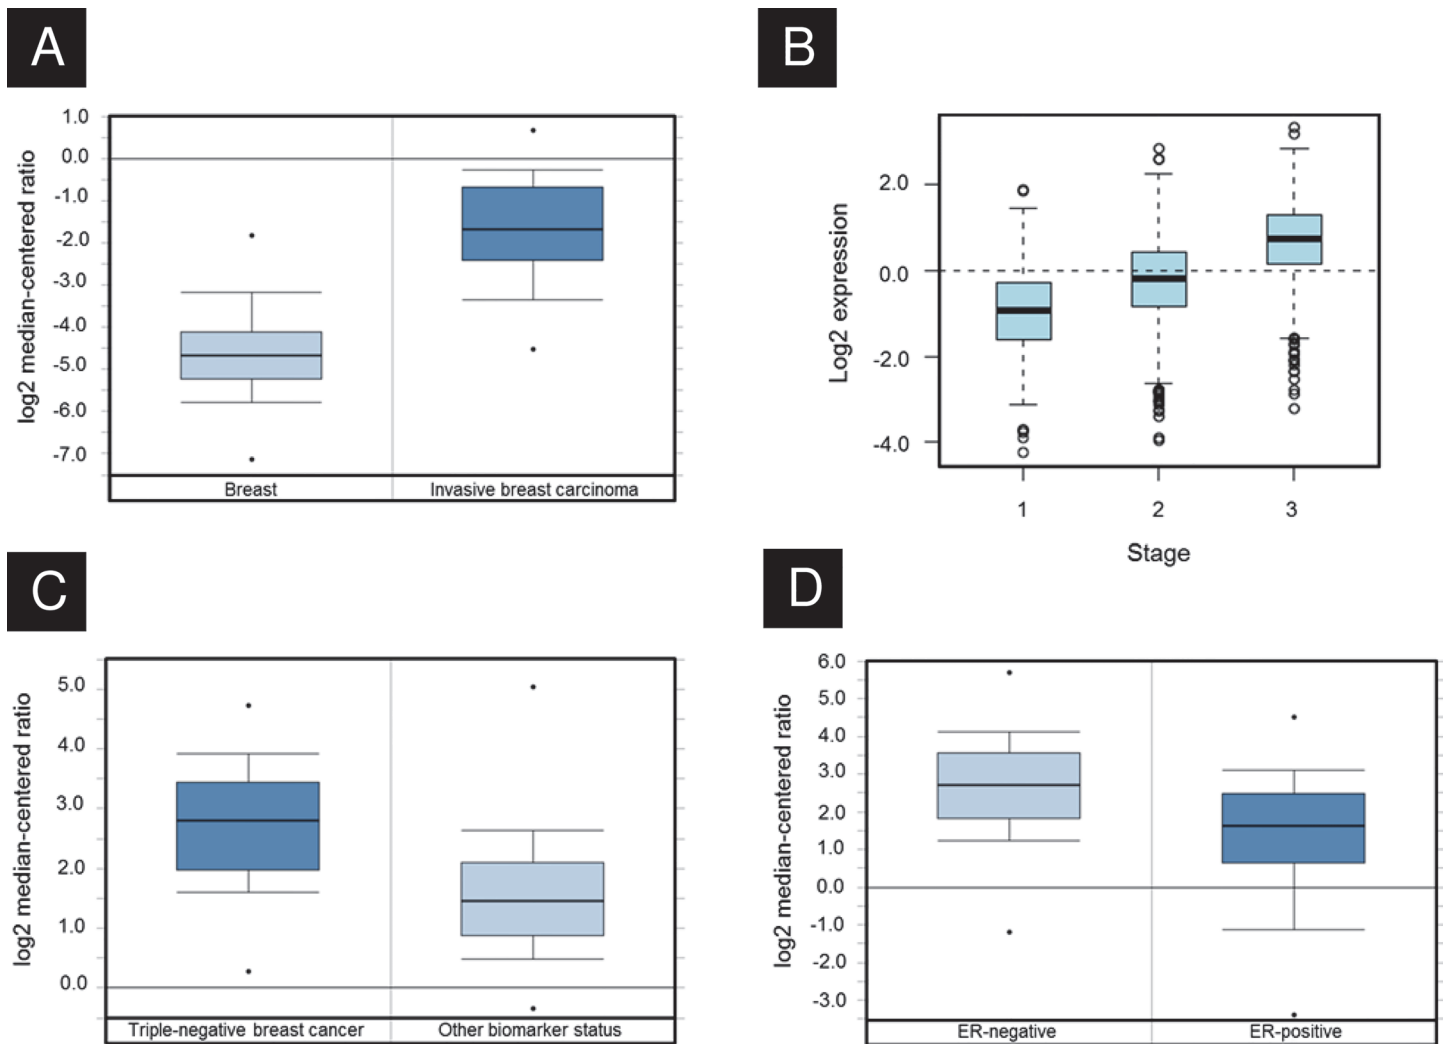 A
log2 median-centered ratio
1.0
0.0
-1.0
-2.0
-3.0
-4.0
-5.0
-6.0
-7.0
Breast
Invasive breast carcinoma
B
Log2 expression
2.0
0.0
-2.0
-4.0
1 2 3
Stage
C
log2 median-centered ratio
5.0
4.0
3.0
2.0
1.0
0.0
Triple-negative breast cancer
Other biomarker status
D
log2 median-centered ratio
6.0
5.0
4.0
3.0
2.0
1.0
0.0
-1.0
-2.0
-3.0
ER-negative
ER-positive